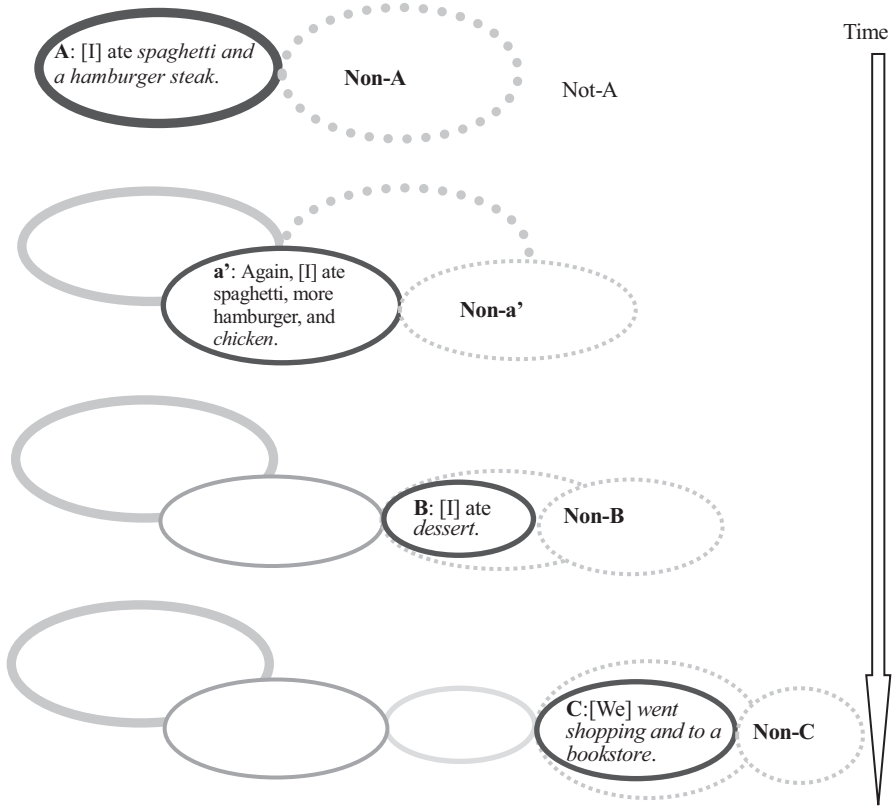 Time
A: [I] ate spaghetti and
a hamburger steak.
Non-A
Not-A
a’: Again, [I] ate
spaghetti, more
hamburger, and
chicken.
Non-a’
B: [I] ate
dessert.
Non-B
C:[We] went
shopping and to a
bookstore.
Non-C